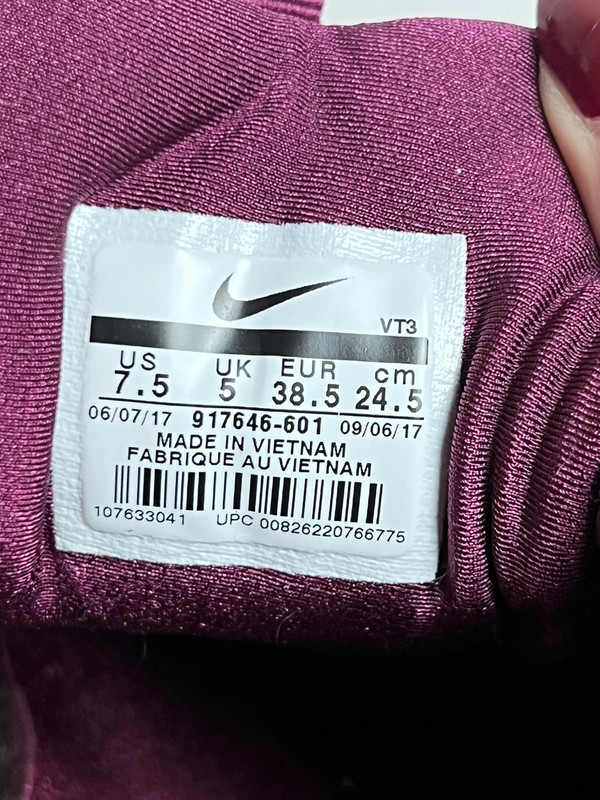 VT3
US UK EUR cm
7.5 5 38.5 24.5
06/07/17 917646-601 09/06/17
MADE IN VIETNAM
FABRIQUE AU VIETNAM
107633041 UPC 00826220766775